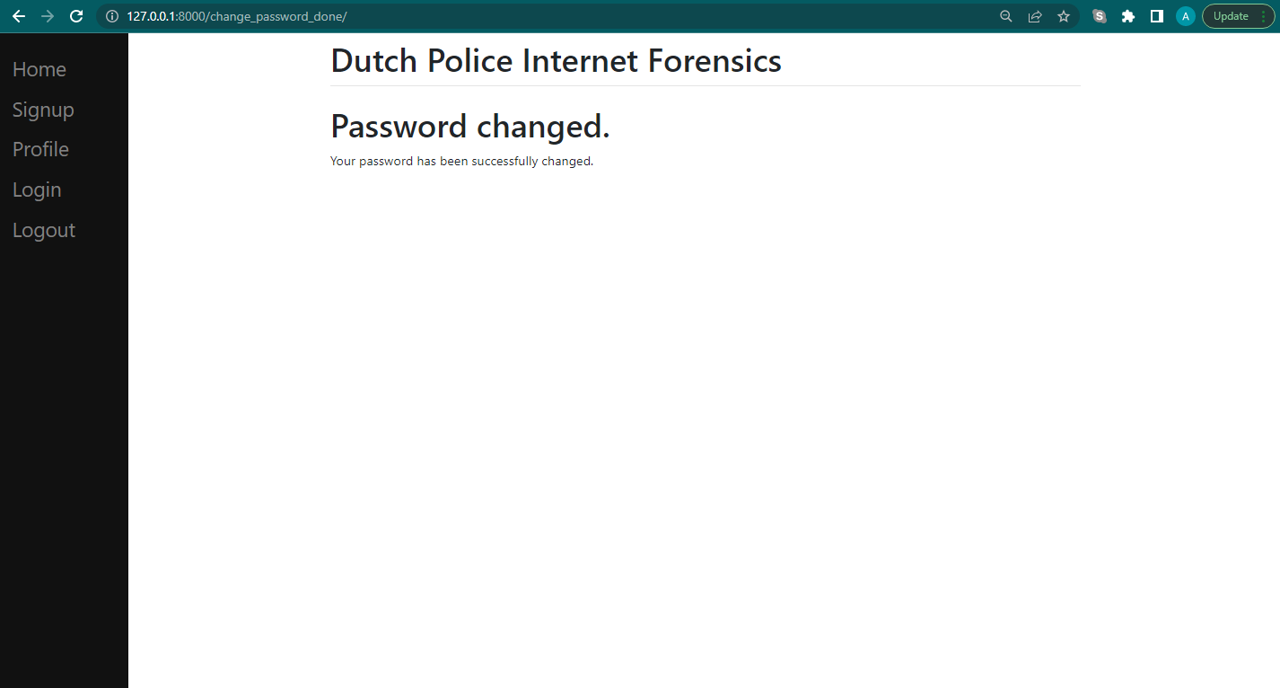 127.0.0.1:8000/change_password_done/
S
A
Update
Home
Signup
Profile
Login
Logout
Dutch Police Internet Forensics
Password changed.
Your password has been successfully changed.